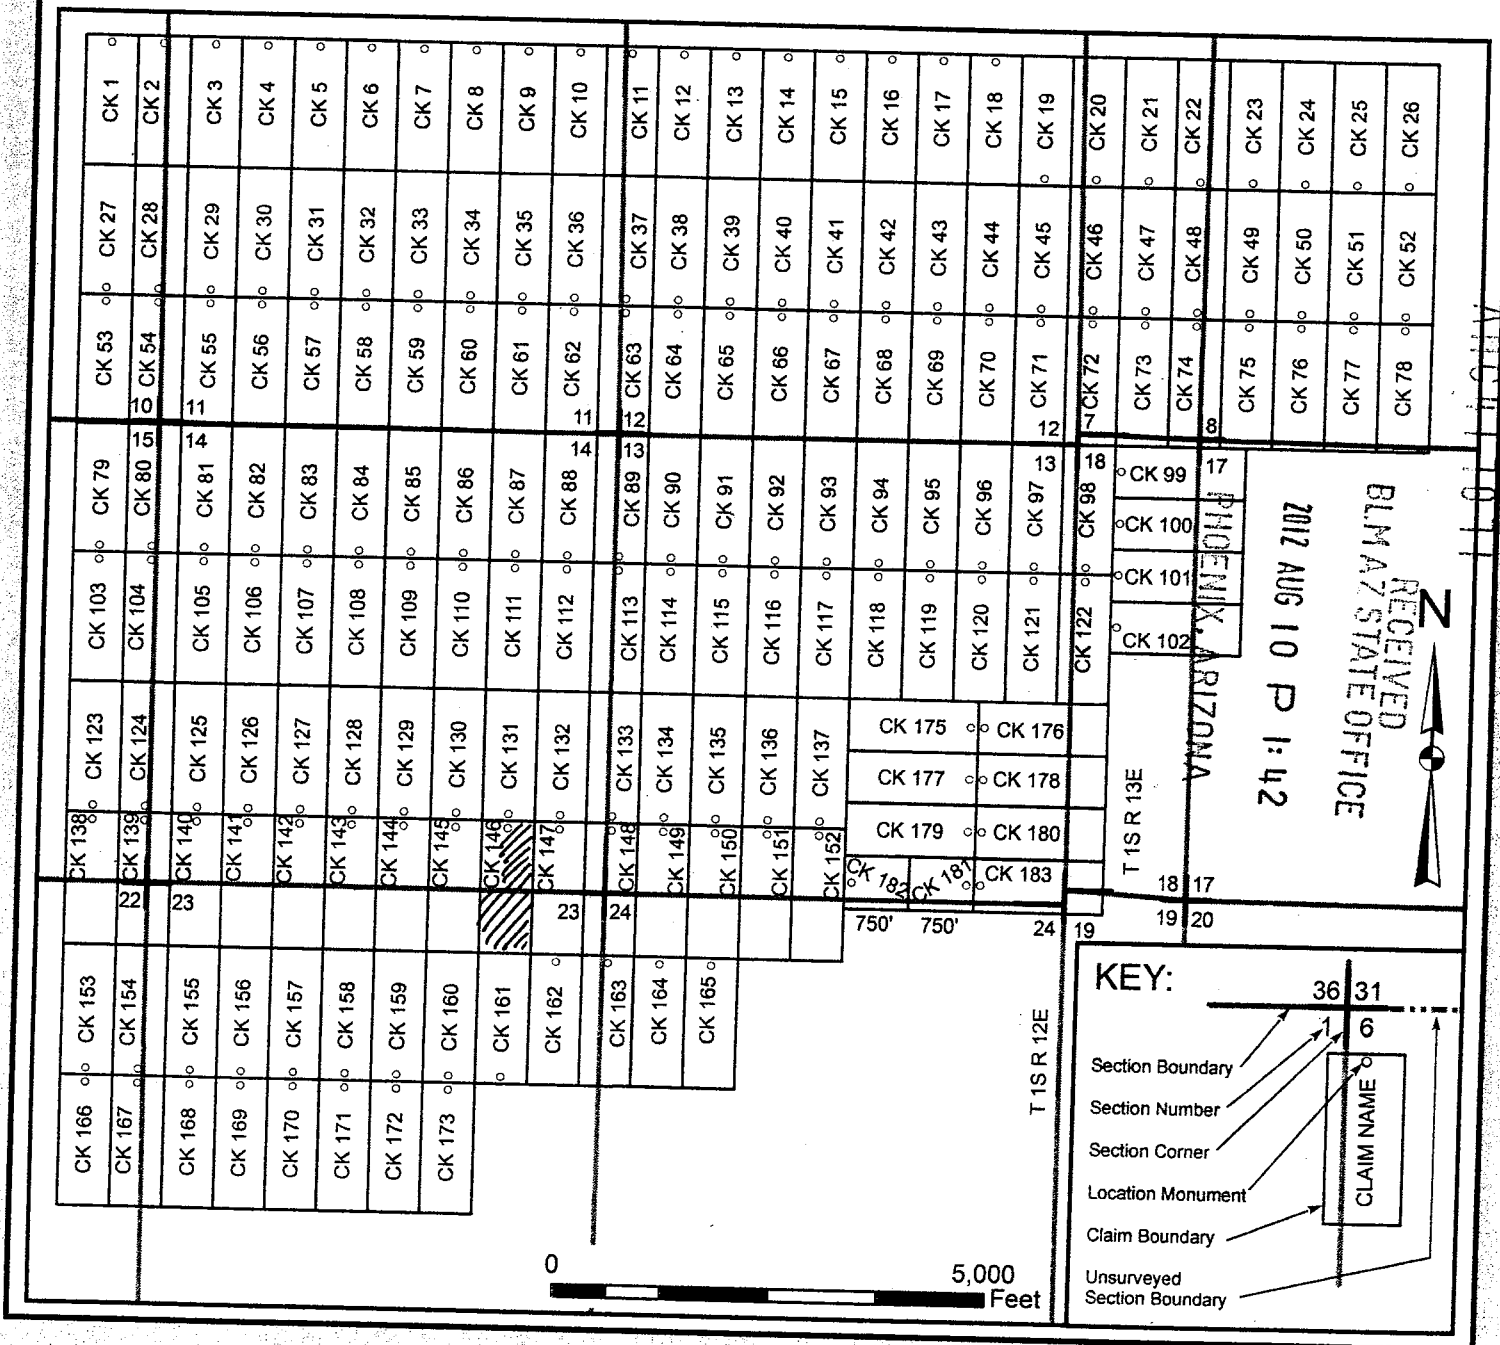 CK 1 CK 2 CK 3 CK 4 CK 5 CK 6 CK 7 CK 8 CK 9 CK 10 CK 11 CK 12 CK 13 CK 14 CK 15 CK 16 CK 17 CK 18 CK 19 CK 20 CK 21 CK 22 CK 23 CK 24 CK 25 CK 26
CK 27 CK 28 CK 29 CK 30 CK 31 CK 32 CK 33 CK 34 CK 35 CK 36 CK 37 CK 38 CK 39 CK 40 CK 41 CK 42 CK 43 CK 44 CK 45 CK 46 CK 47 CK 48 CK 49 CK 50 CK 51 CK 52
CK 53 CK 54 CK 55 CK 56 CK 57 CK 58 CK 59 CK 60 CK 61 CK 62 CK 63 CK 64 CK 65 CK 66 CK 67 CK 68 CK 69 CK 70 CK 71 CK 72 CK 73 CK 74 CK 75 CK 76 CK 77 CK 78
10 11 11 12 12 7 8
15 14 14 13 13 18 17
CK 79 CK 80 CK 81 CK 82 CK 83 CK 84 CK 85 CK 86 CK 87 CK 88 CK 89 CK 90 CK 91 CK 92 CK 93 CK 94 CK 95 CK 96 CK 97 CK 98
CK 99
CK 100
CK 101
CK 102
CK 103 CK 104 CK 105 CK 106 CK 107 CK 108 CK 109 CK 110 CK 111 CK 112 CK 113 CK 114 CK 115 CK 116 CK 117 CK 118 CK 119 CK 120 CK 121 CK 122
CK 123 CK 124 CK 125 CK 126 CK 127 CK 128 CK 129 CK 130 CK 131 CK 132 CK 133 CK 134 CK 135 CK 136 CK 137
CK 175 CK 176
CK 177 CK 178
CK 179 CK 180
CK 182 CK 181 CK 183
750' 750'
CK 138 CK 139 CK 140 CK 141 CK 142 CK 143 CK 144 CK 145 CK 146 CK 147 CK 148 CK 149 CK 150 CK 151 CK 152
22 23 23 24 24 19
18 17
19 20
CK 153 CK 154 CK 155 CK 156 CK 157 CK 158 CK 159 CK 160 CK 161 CK 162 CK 163 CK 164 CK 165
CK 166 CK 167 CK 168 CK 169 CK 170 CK 171 CK 172 CK 173
T 1S R 13E
T 1S R 12E
RECEIVED
BLM AZ STATE OFFICE
2012 AUG 10 P 1:42
PHOENIX, ARIZONA
N
0 5,000
Feet
KEY:
36 31
1 6
Section Boundary
Section Number
Section Corner
Location Monument
Claim Boundary
Unsurveyed
Section Boundary
CLAIM NAME